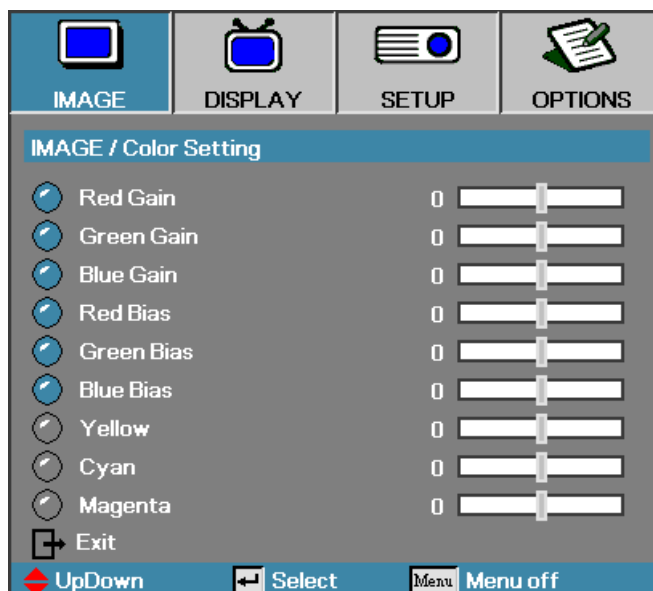 IMAGE DISPLAY SETUP OPTIONS
IMAGE / Color Setting
Red Gain 0
Green Gain 0
Blue Gain 0
Red Bias 0
Green Bias 0
Blue Bias 0
Yellow 0
Cyan 0
Magenta 0
Exit
UpDown Select Menu Menu off